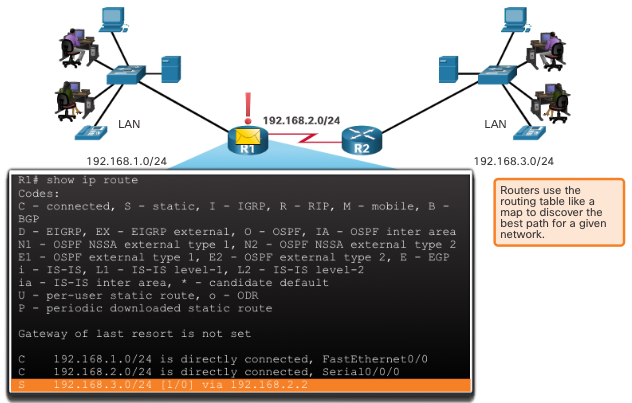 192.168.2.0/24
LAN
LAN
R1
R2
192.168.1.0/24
192.168.3.0/24
R1# show ip route
Codes:
C - connected, S - static, I - IGRP, R - RIP, M - mobile, B -
BGP
D - EIGRP, EX - EIGRP external, O - OSPF, IA - OSPF inter area
N1 - OSPF NSSA external type 1, N2 - OSPF NSSA external type 2
E1 - OSPF external type 1, E2 - OSPF external type 2, E - EGP
i - IS-IS, L1 - IS-IS level-1, L2 - IS-IS level-2
ia - IS-IS inter area, * - candidate default
U - per-user static route, o - ODR
P - periodic downloaded static route
Gateway of last resort is not set
C 192.168.1.0/24 is directly connected, FastEthernet0/0
C 192.168.2.0/24 is directly connected, Serial0/0/0
S 192.168.3.0/24 [1/0] via 192.168.2.2
Routers use the
routing table like a
map to discover the
best path for a given
network.